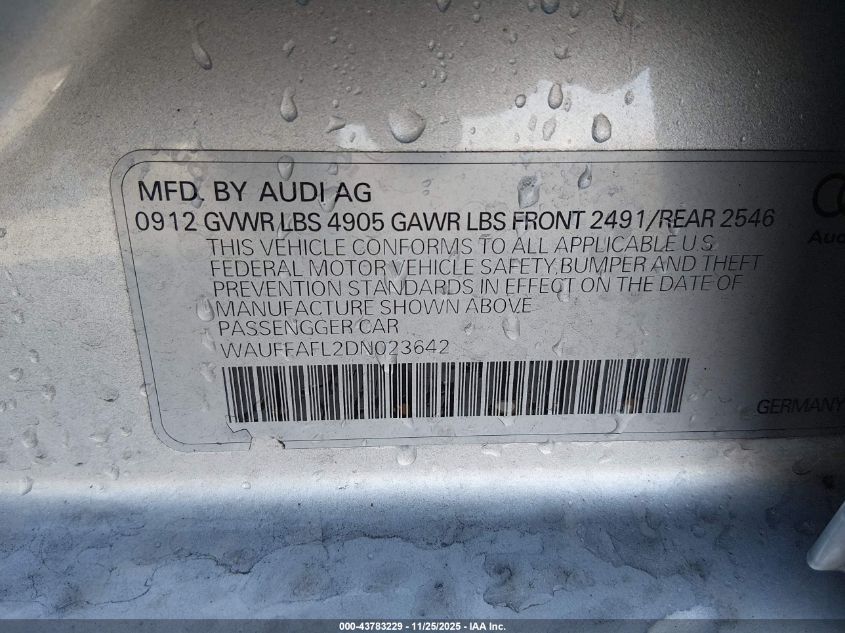 MFD. BY AUDI AG
0912 GVWR LBS 4905 GAWR LBS FRONT 2491/REAR 2546
THIS VEHICLE CONFORMS TO ALL APPLICABLE U.S
FEDERAL MOTOR VEHICLE SAFETY,BUMPER AND THEFT
PREVENTION STANDARDS IN EFFECT ON THE DATE OF
MANUFACTURE SHOWN ABOVE
PASSENGGER CAR
WAUFFAFL2DN023642
GERMANY
000-43783229 - 11/25/2025 - IAA Inc.